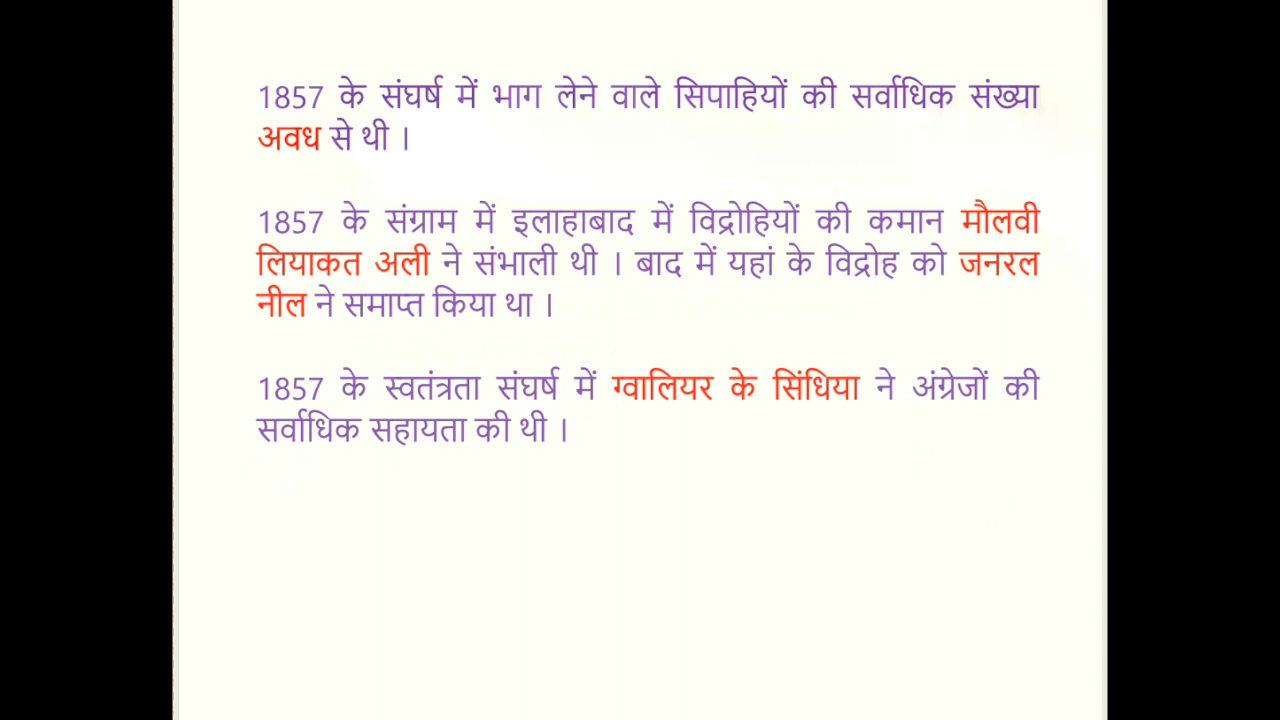 1857 के संघर्ष में भाग लेने वाले सिपाहियों की सर्वाधिक संख्या
अवध से थी ।
1857 के संग्राम में इलाहाबाद में विद्रोहियों की कमान मौलवी
लियाकत अली ने संभाली थी । बाद में यहां के विद्रोह को जनरल
नील ने समाप्त किया था ।
1857 के स्वतंत्रता संघर्ष में ग्वालियर के सिंधिया ने अंग्रेजों की
सर्वाधिक सहायता की थी ।